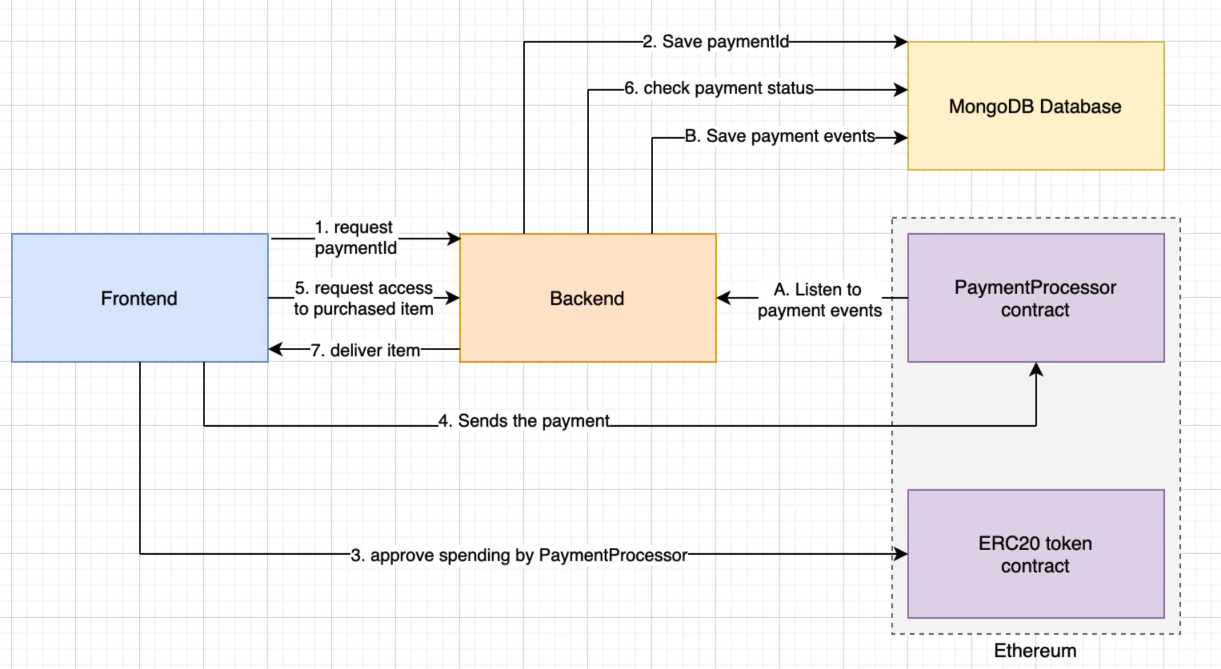 2. Save paymentId
6. check payment status
MongoDB Database
B. Save payment events
1. request
paymentId
Frontend
5. request access
to purchased item
7. deliver item
Backend
A. Listen to
payment events
PaymentProcessor
contract
4. Sends the payment
3. approve spending by PaymentProcessor
ERC20 token
contract
Ethereum